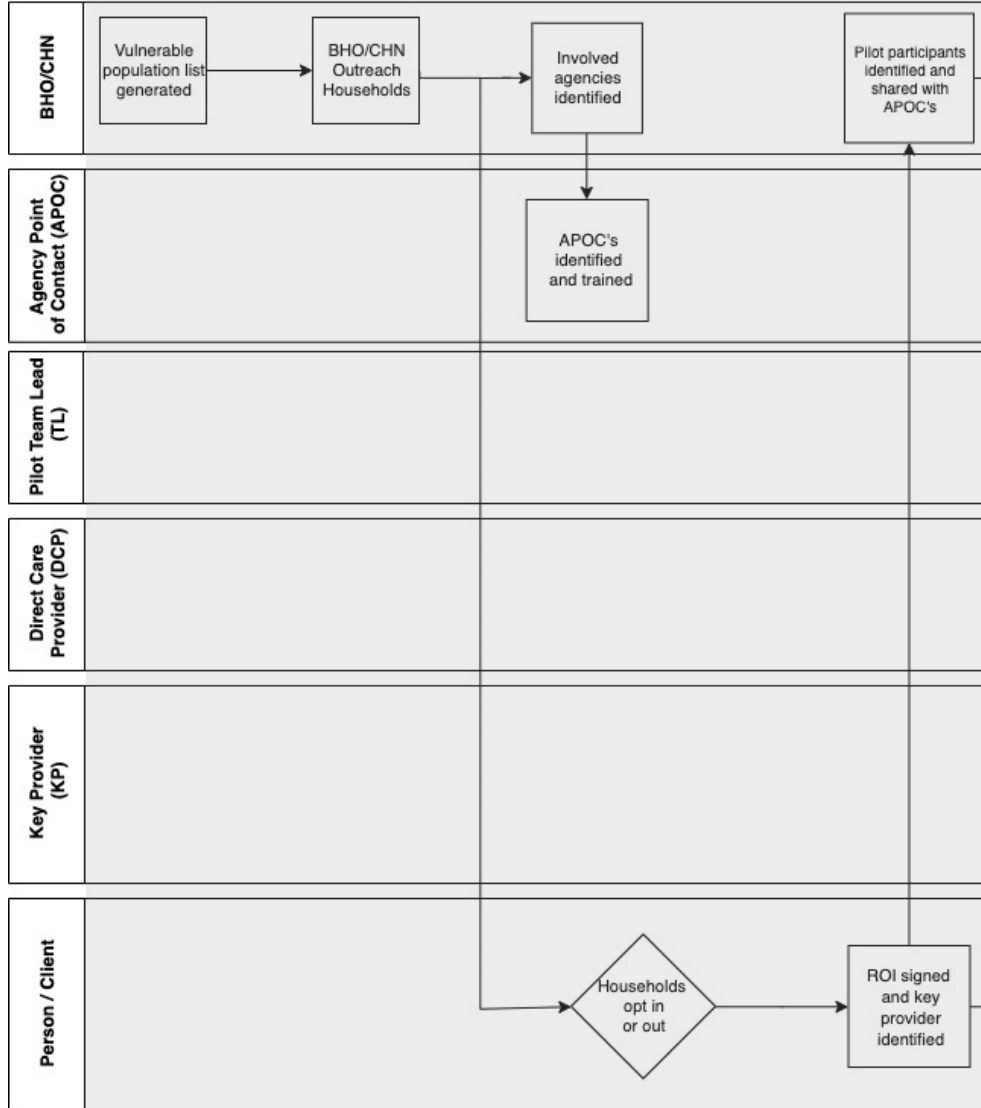 BHO/CHN
Vulnerable
population list
generated
BHO/CHN
Outreach
Households
Involved
agencies
identified
Pilot participants
identified and
shared with
APOC's
Agency Point
of Contact (APOC)
APOC's
identified
and trained
Pilot Team Lead
(TL)
Direct Care
Provider (DCP)
Key Provider
(KP)
Person / Client
Households
opt in
or out
ROI signed
and key
provider
identified